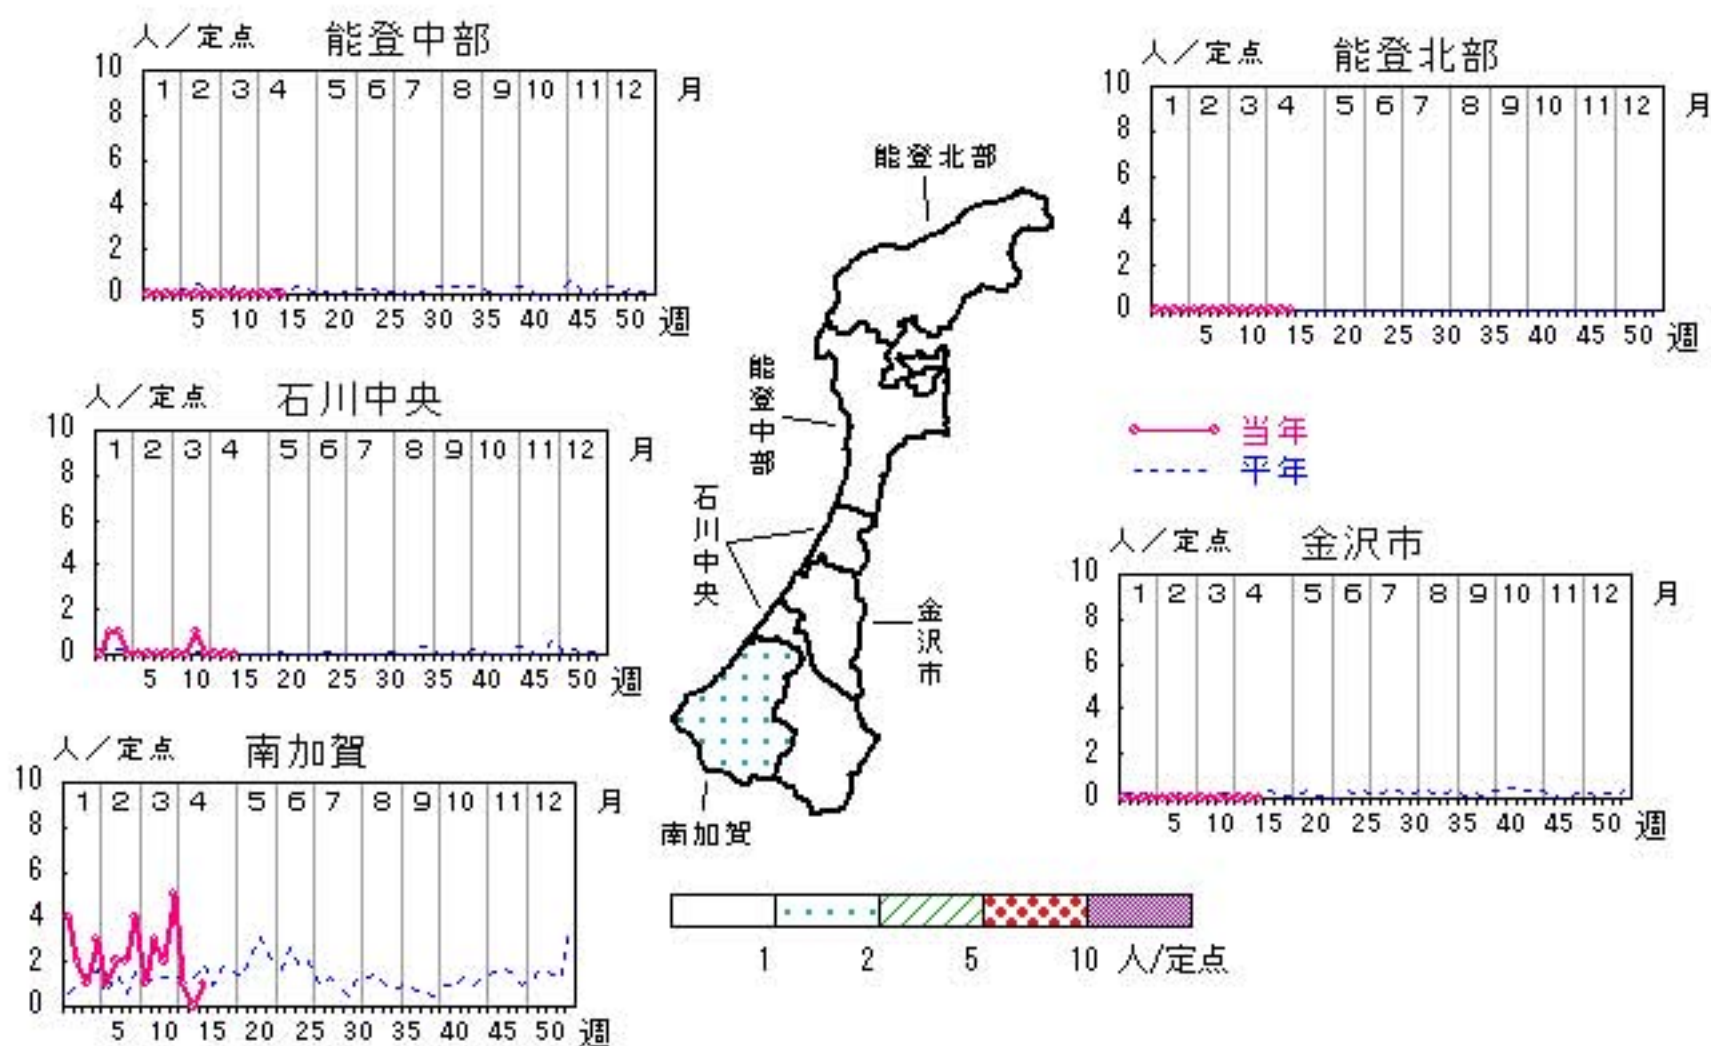 人／定点 能登中部
10 8 6 4 2 0
1 2 3 4 5 6 7 8 9 10 11 12 月
5 10 15 20 25 30 35 40 45 50 週
人／定点 能登北部
10 8 6 4 2 0
1 2 3 4 5 6 7 8 9 10 11 12 月
5 10 15 20 25 30 35 40 45 50 週
人／定点 石川中央
10 8 6 4 2 0
1 2 3 4 5 6 7 8 9 10 11 12 月
5 10 15 20 25 30 35 40 45 50 週
当年
平年
人／定点 金沢市
10 8 6 4 2 0
1 2 3 4 5 6 7 8 9 10 11 12 月
5 10 15 20 25 30 35 40 45 50 週
人／定点 南加賀
10 8 6 4 2 0
1 2 3 4 5 6 7 8 9 10 11 12 月
5 10 15 20 25 30 35 40 45 50 週
能登北部
能登中部
石川中央
金沢市
南加賀
1 2 5 10 人/定点